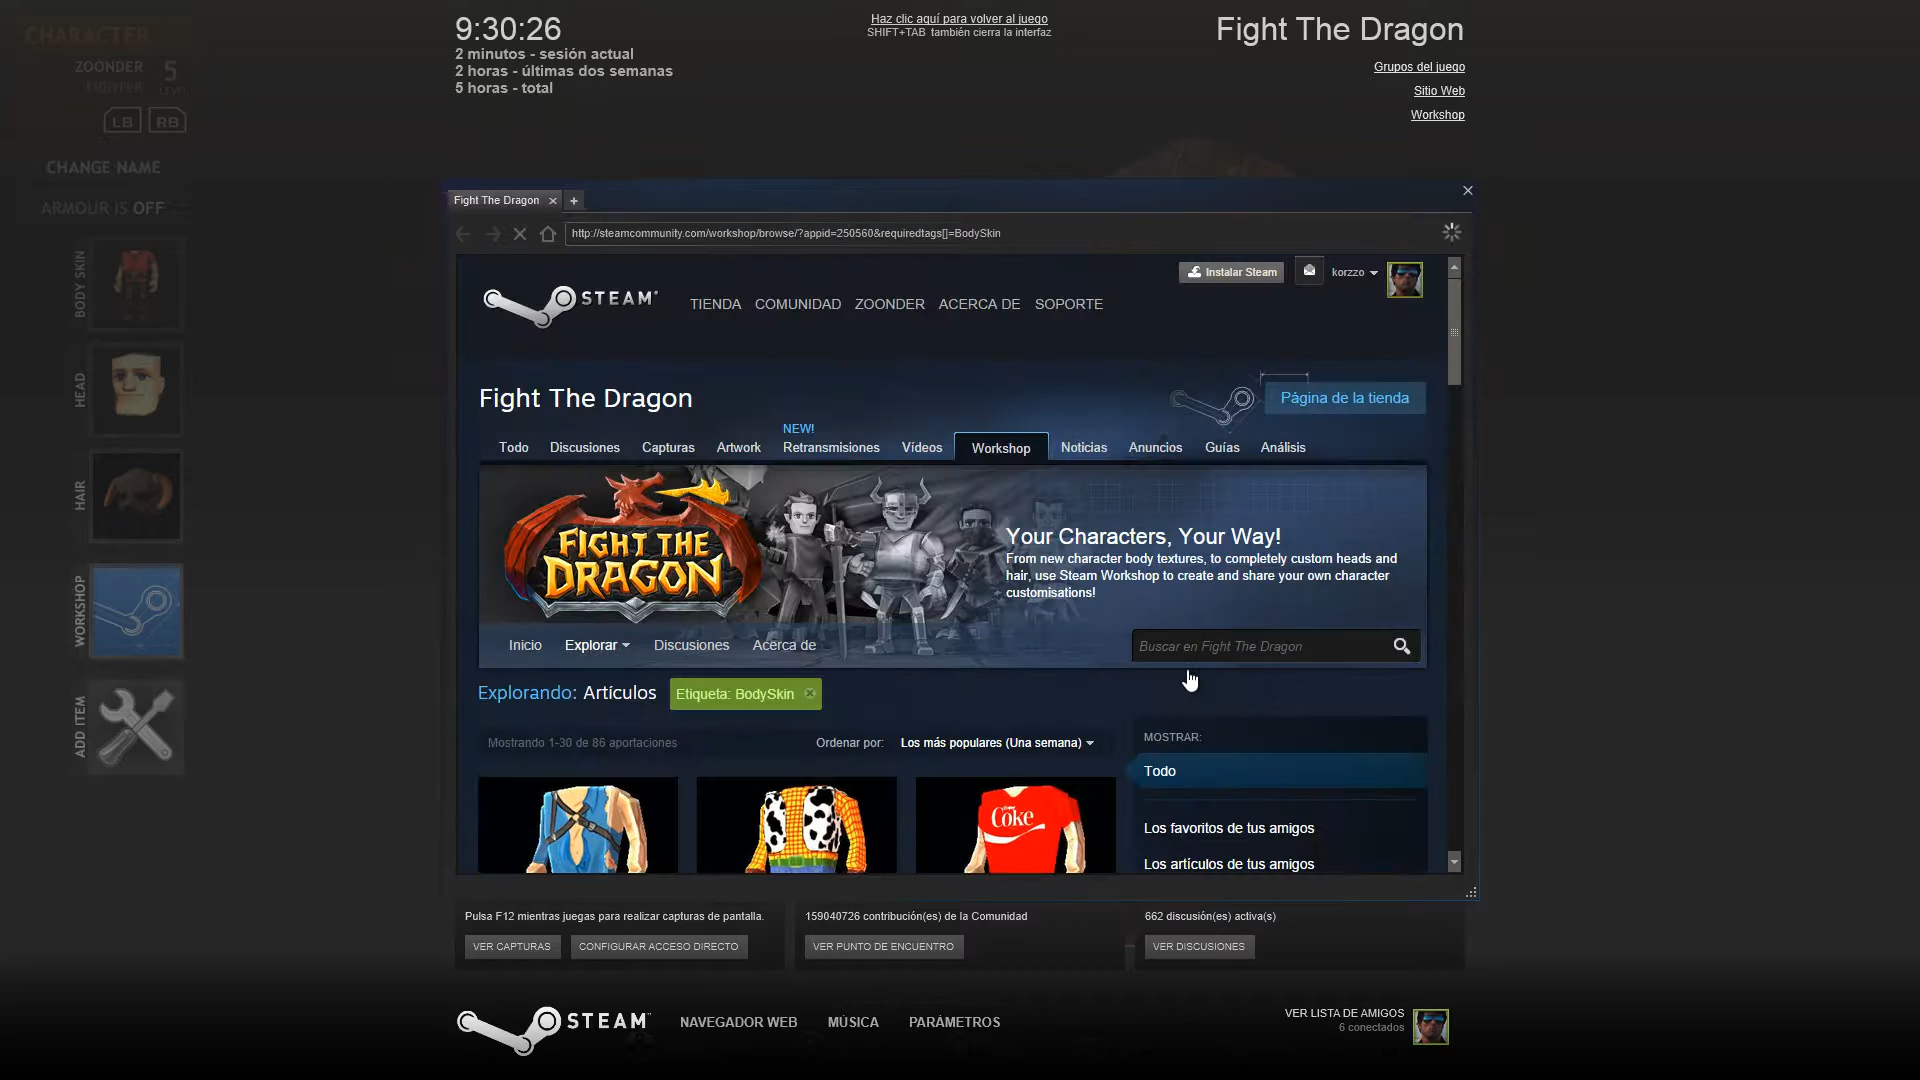 CHARACTER
ZOONDER
FIGHTER
5
LEVEL
LB
RB
CHANGE NAME
ARMOUR IS OFF
BODY SKIN
HEAD
HAIR
WORKSHOP
ADD ITEM
9:30:26
2 minutos - sesión actual
2 horas - últimas dos semanas
5 horas - total
Haz clic aquí para volver al juego
SHIFT+TAB también cierra la interfaz
Fight The Dragon
Grupos del juego
Sitio Web
Workshop
Fight The Dragon
http://steamcommunity.com/workshop/browse/?appid=250560&requiredtags[]=BodySkin
Instalar Steam
korzzo
STEAM
TIENDA COMUNIDAD ZOONDER ACERCA DE SOPORTE
Fight The Dragon
Página de la tienda
NEW!
Todo Discusiones Capturas Artwork Retransmisiones Vídeos Workshop Noticias Anuncios Guías Análisis
FIGHT THE
DRAGON
Your Characters, Your Way!
From new character body textures, to completely custom heads and
hair, use Steam Workshop to create and share your own character
customisations!
Inicio Explorar Discusiones Acerca de
Buscar en Fight The Dragon
Explorando: Artículos Etiqueta: BodySkin
Mostrando 1-30 de 86 aportaciones
Ordenar por: Los más populares (Una semana)
MOSTRAR:
Todo
Coke
Los favoritos de tus amigos
Los artículos de tus amigos
Pulsa F12 mientras juegas para realizar capturas de pantalla.
VER CAPTURAS CONFIGURAR ACCESO DIRECTO
159040726 contribución(es) de la Comunidad
VER PUNTO DE ENCUENTRO
662 discusión(es) activa(s)
VER DISCUSIONES
STEAM
NAVEGADOR WEB MÚSICA PARÁMETROS
VER LISTA DE AMIGOS
6 conectados